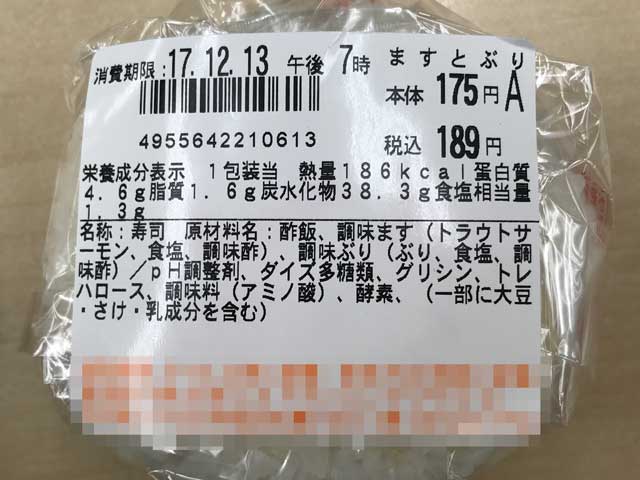 消費期限:17.12.13 午後 7時 ますとぶり
本体 175円 A
4955642210613
税込 189円
栄養成分表示 1包装当 熱量186kcal蛋白質
4.6g脂質1.6g炭水化物38.3g食塩相当量
1.3g
名称:寿司 原材料名:酢飯、調味ます(トラウトサ
ーモン、食塩、調味酢)、調味ぶり(ぶり、食塩、調
味酢)/pH調整剤、ダイズ多糖類、グリシン、トレ
ハロース、調味料(アミノ酸)、酵素、(一部に大豆
・さけ・乳成分を含む)